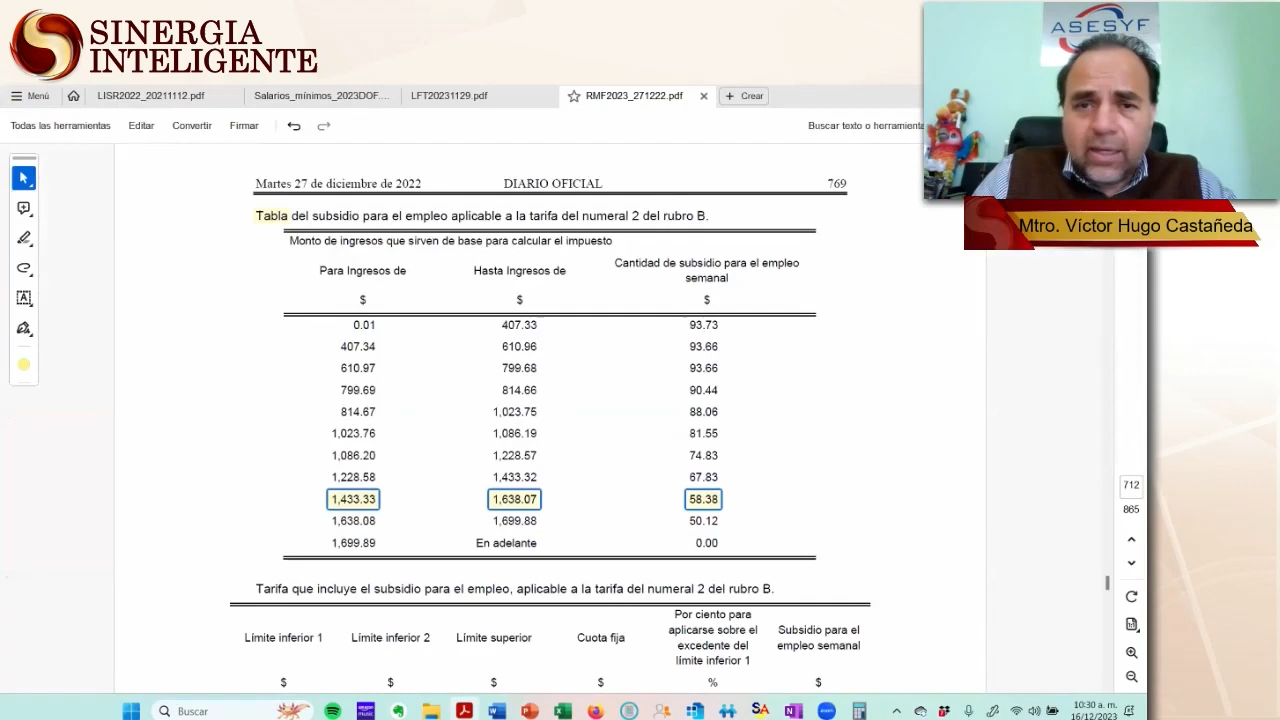 SINERGIA
INTELIGENTE
ASESYF
Mtro. Víctor Hugo Castañeda
Menú
LISR2022_20211112.pdf
Salarios_mínimos_2023DOF....
LFT20231129.pdf
RMF2023_271222.pdf
Crear
Todas las herramientas Editar Convertir Firmar
Buscar texto o herramienta
Martes 27 de diciembre de 2022 DIARIO OFICIAL 769
Tabla del subsidio para el empleo aplicable a la tarifa del numeral 2 del rubro B.
Monto de ingresos que sirven de base para calcular el impuesto
Para Ingresos de Hasta Ingresos de Cantidad de subsidio para el empleo
semanal
$ $ $
0.01 407.33 93.73
407.34 610.96 93.66
610.97 799.68 93.66
799.69 814.66 90.44
814.67 1,023.75 88.06
1,023.76 1,086.19 81.55
1,086.20 1,228.57 74.83
1,228.58 1,433.32 67.83
1,433.33 1,638.07 58.38
1,638.08 1,699.88 50.12
1,699.89 En adelante 0.00
Tarifa que incluye el subsidio para el empleo, aplicable a la tarifa del numeral 2 del rubro B.
Límite inferior 1 Límite inferior 2 Límite superior Cuota fija
Por ciento para
aplicarse sobre el
excedente del
límite inferior 1
Subsidio para el
empleo semanal
$ $ $ $ % $
712
865
Buscar
10:30 a. m.
16/12/2023